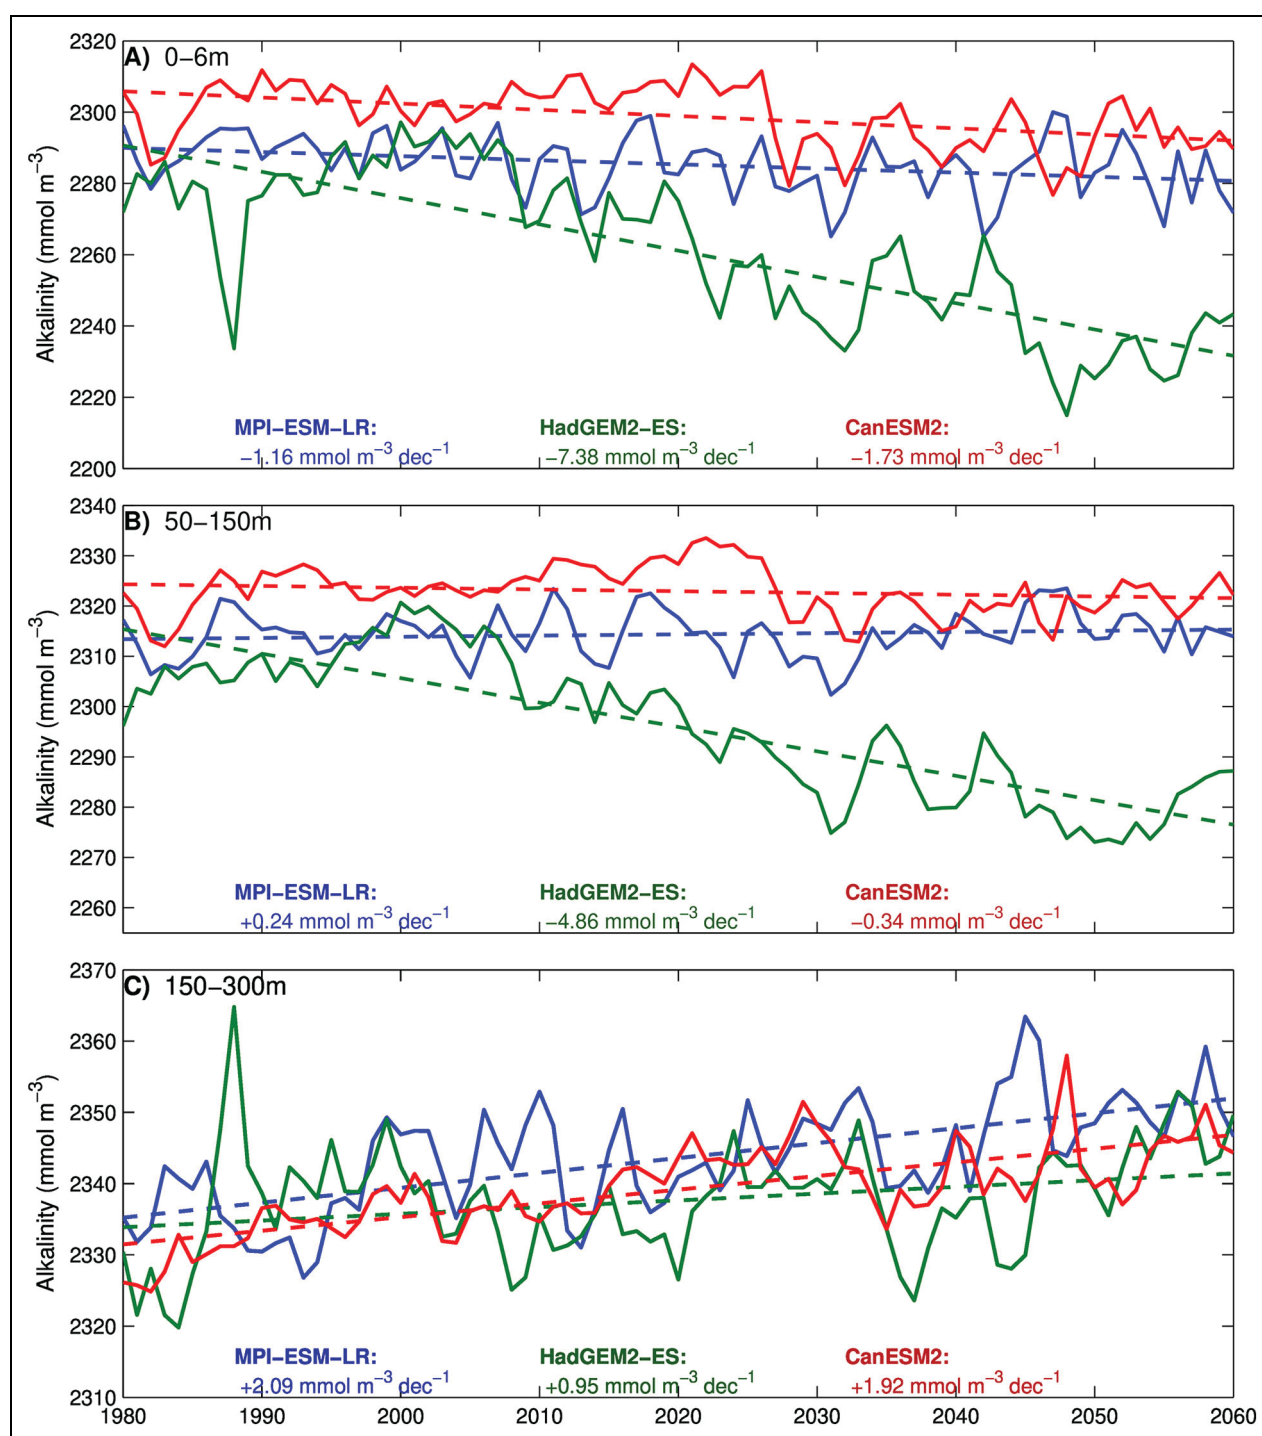 A) 0−6m
2320
2300
2280
2260
2240
2220
2200
Alkalinity (mmol m−3)
MPI−ESM−LR: HadGEM2−ES: CanESM2:
−1.16 mmol m−3 dec−1 −7.38 mmol m−3 dec−1 −1.73 mmol m−3 dec−1
B) 50−150m
2340
2330
2320
2310
2300
2290
2280
2270
2260
Alkalinity (mmol m−3)
MPI−ESM−LR: HadGEM2−ES: CanESM2:
+0.24 mmol m−3 dec−1 −4.86 mmol m−3 dec−1 −0.34 mmol m−3 dec−1
C) 150−300m
2370
2360
2350
2340
2330
2320
2310
Alkalinity (mmol m−3)
MPI−ESM−LR: HadGEM2−ES: CanESM2:
+2.09 mmol m−3 dec−1 +0.95 mmol m−3 dec−1 +1.92 mmol m−3 dec−1
1980 1990 2000 2010 2020 2030 2040 2050 2060